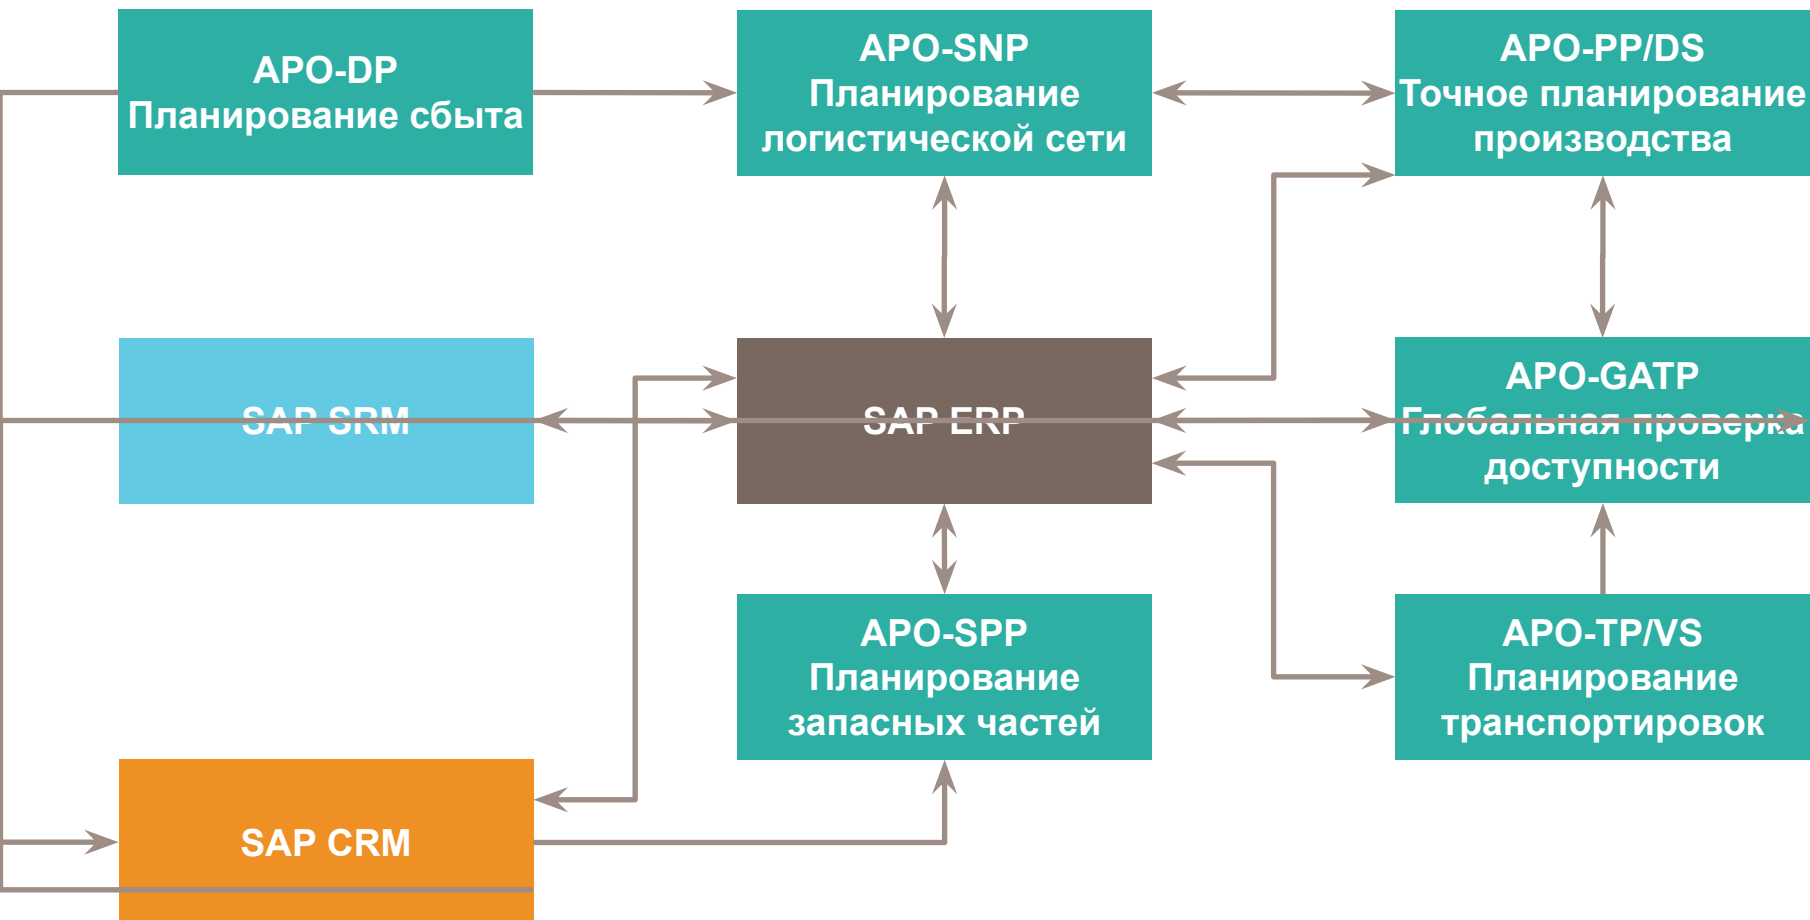 APO-DP
Планирование сбыта
APO-SNP
Планирование
логистической сети
APO-PP/DS
Точное планирование
производства
SAP SRM
SAP ERP
APO-GATP
Глобальная проверка
доступности
APO-SPP
Планирование
запасных частей
APO-TP/VS
Планирование
транспортировок
SAP CRM